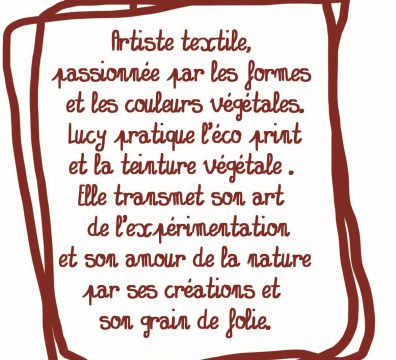 Artiste textile,
passionnée par les formes
et les couleurs végétales.
Lucy pratique l'éco print
et la teinture végétale .
Elle transmet son art
de l'expérimentation
et son amour de la nature
par ses créations et
son grain de folie.